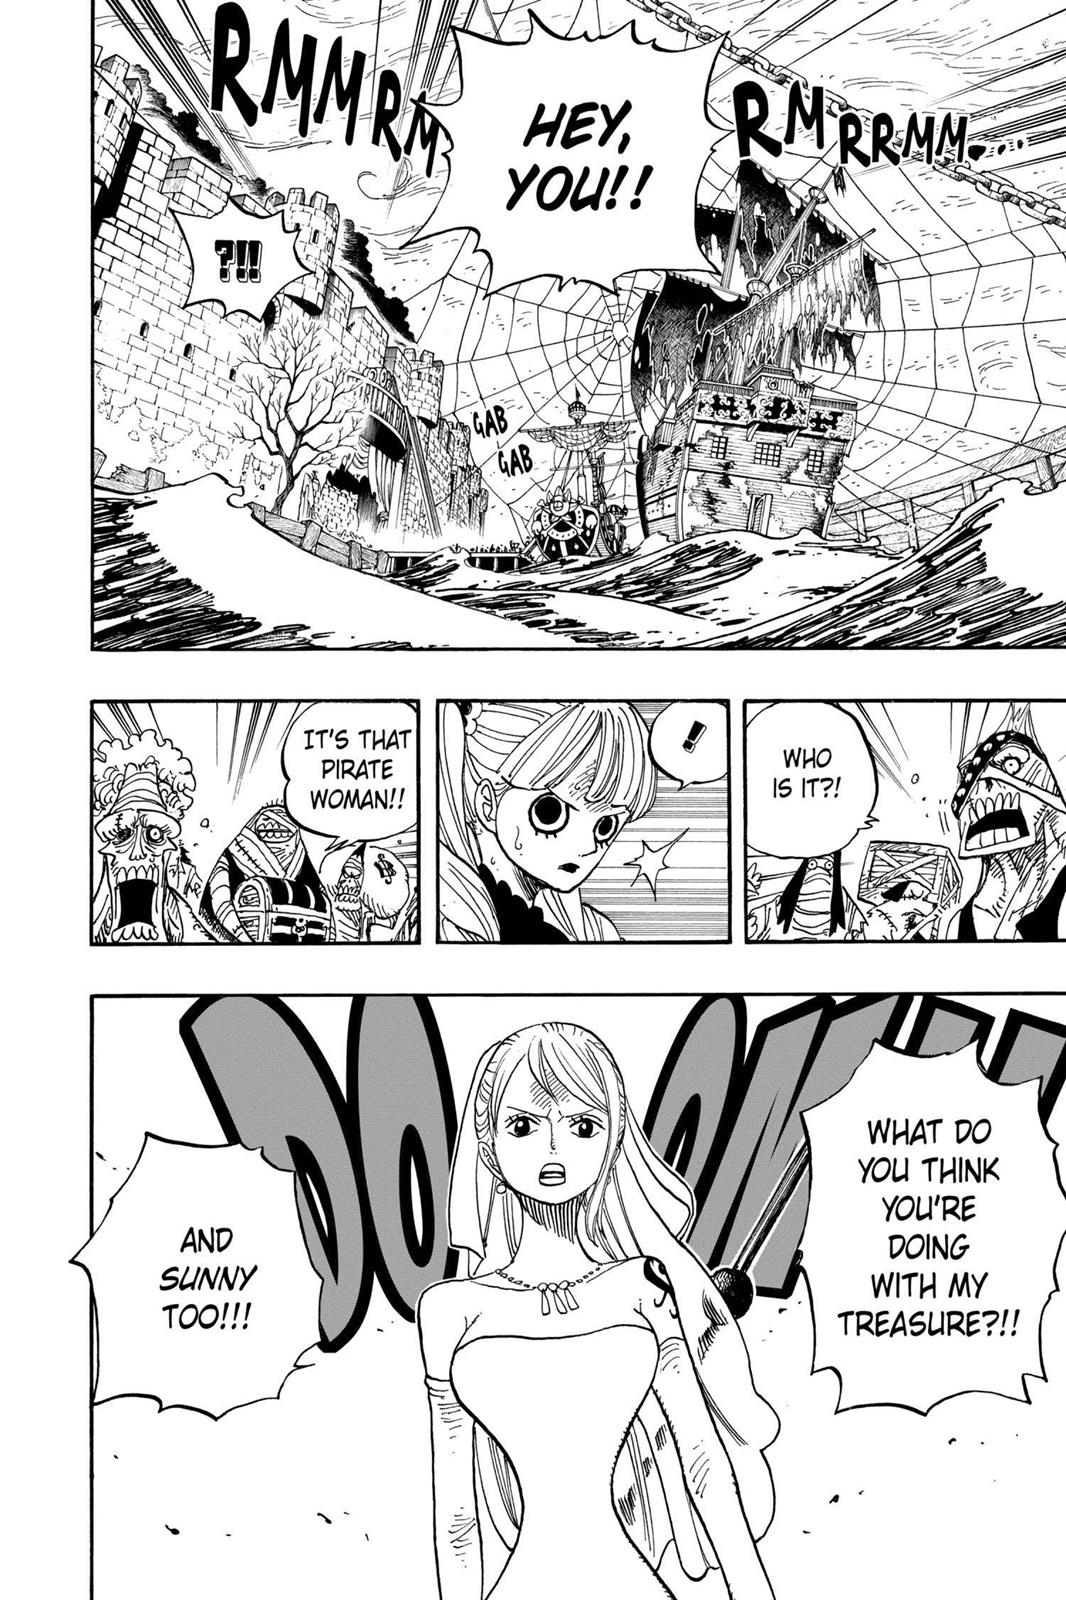 HEY,
YOU!!
RMRRMM....
RMMRM
?!!
GAB
GAB
WHO
IS IT?!
!
IT'S THAT
PIRATE
WOMAN!!
WHAT DO
YOU THINK
YOU'RE
DOING
WITH MY
TREASURE?!!
DOOM!!
AND
SUNNY
TOO!!!